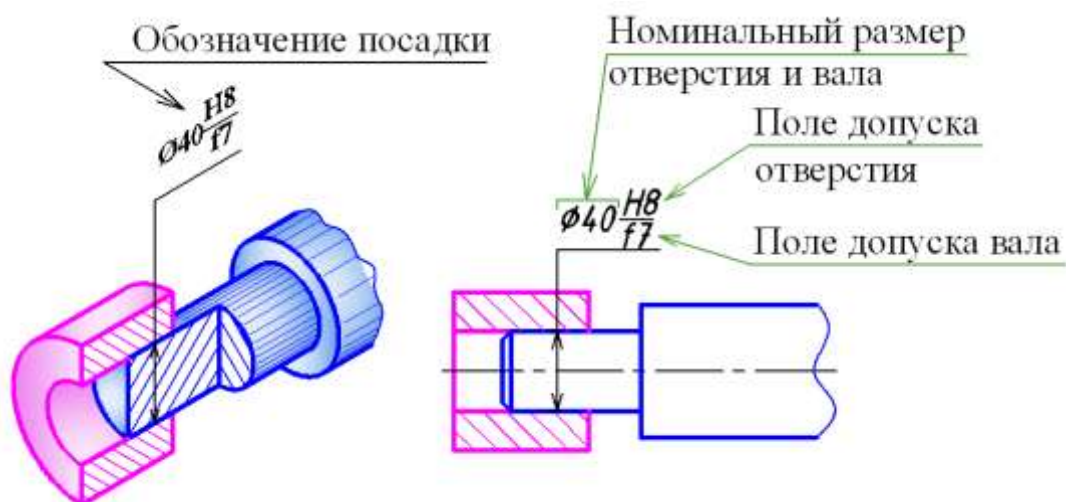 Обозначение посадки
Ø40 H8/f7
Номинальный размер
отверстия и вала
Поле допуска
отверстия
Ø40 H8/f7
Поле допуска вала